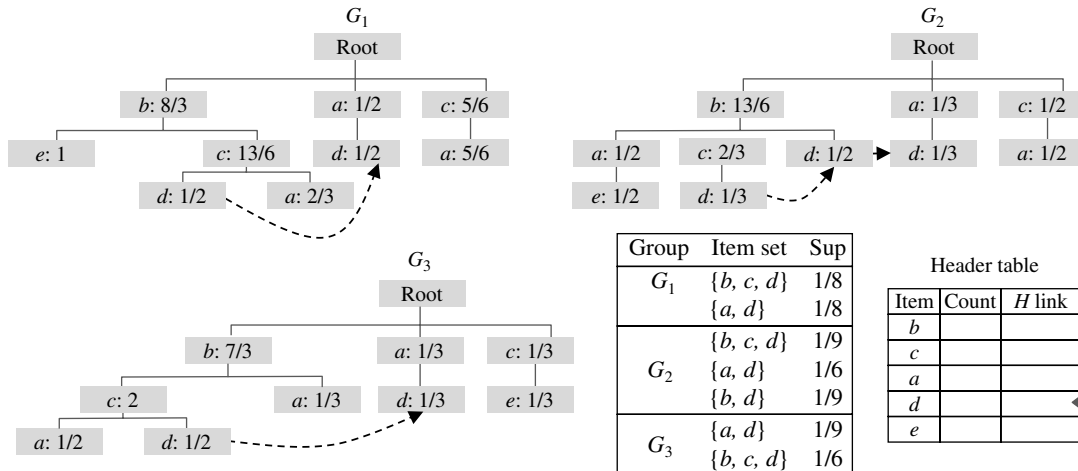 G1
Root
b: 8/3 a: 1/2 c: 5/6
e: 1 c: 13/6 d: 1/2 a: 5/6
d: 1/2 a: 2/3
G2
Root
b: 13/6 a: 1/3 c: 1/2
a: 1/2 c: 2/3 d: 1/2 d: 1/3 a: 1/2
e: 1/2 d: 1/3
G3
Root
b: 7/3 a: 1/3 c: 1/3
c: 2 a: 1/3 d: 1/3 e: 1/3
a: 1/2 d: 1/2
Group Item set Sup
G1 {b, c, d} 1/8
{a, d} 1/8
{b, c, d} 1/9
G2 {a, d} 1/6
{b, d} 1/9
G3 {a, d} 1/9
{b, c, d} 1/6
Header table
Item Count H link
b
c
a
d
e